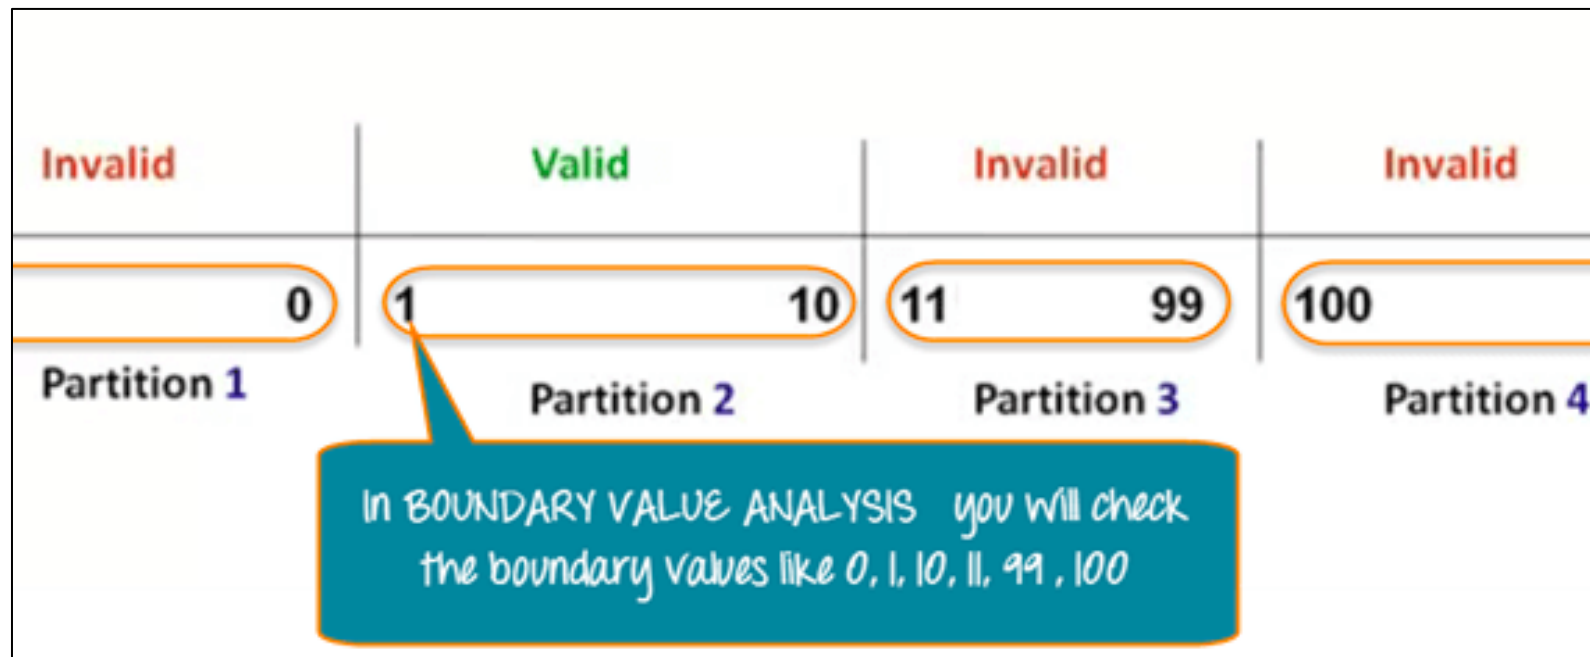 Invalid Valid Invalid Invalid
0 1 10 11 99 100
Partition 1 Partition 2 Partition 3 Partition 4
In BOUNDARY VALUE ANALYSIS you will check
the boundary values like 0, 1, 10, 11, 99 , 100